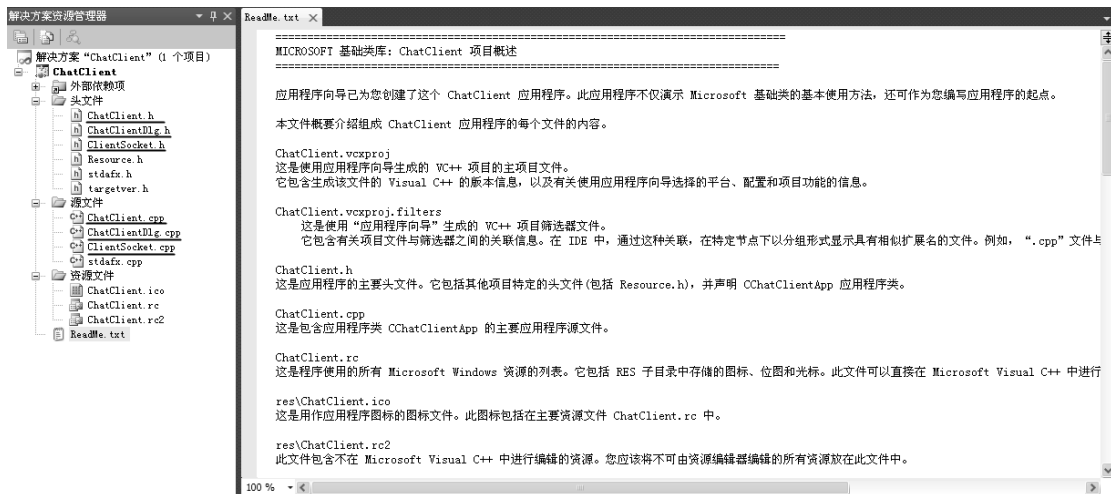 解决方案资源管理器
解决方案“ChatClient”(1 个项目)
ChatClient
外部依赖项
头文件
ChatClient.h
ChatClientDlg.h
ClientSocket.h
Resource.h
stdafx.h
targetver.h
源文件
ChatClient.cpp
ChatClientDlg.cpp
ClientSocket.cpp
stdafx.cpp
资源文件
ChatClient.ico
ChatClient.rc
ChatClient.rc2
ReadMe.txt
ReadMe.txt
================================================================================
MICROSOFT 基础类库: ChatClient 项目概述
================================================================================
应用程序向导已为您创建了这个 ChatClient 应用程序。此应用程序不仅演示 Microsoft 基础类的基本使用方法，还可作为您编写应用程序的起点。
本文件概要介绍组成 ChatClient 应用程序的每个文件的内容。
ChatClient.vcxproj
这是使用应用程序向导生成的 VC++ 项目的主项目文件。
它包含生成该文件的 Visual C++ 的版本信息，以及有关使用应用程序向导选择的平台、配置和项目功能的信息。
ChatClient.vcxproj.filters
这是使用“应用程序向导”生成的 VC++ 项目筛选器文件。
它包含有关项目文件与筛选器之间的关联信息。在 IDE 中，通过这种关联，在特定节点下以分组形式显示具有相似扩展名的文件。例如，“.cpp”文件与
ChatClient.h
这是应用程序的主要头文件。它包括其他项目特定的头文件(包括 Resource.h)，并声明 CChatClientApp 应用程序类。
ChatClient.cpp
这是包含应用程序类 CChatClientApp 的主要应用程序源文件。
ChatClient.rc
这是程序使用的所有 Microsoft Windows 资源的列表。它包括 RES 子目录中存储的图标、位图和光标。此文件可以直接在 Microsoft Visual C++ 中进行
res\ChatClient.ico
这是用作应用程序图标的图标文件。此图标包括在主要资源文件 ChatClient.rc 中。
res\ChatClient.rc2
此文件包含不在 Microsoft Visual C++ 中进行编辑的资源。您应该将不可由资源编辑器编辑的所有资源放在此文件中。
100 %